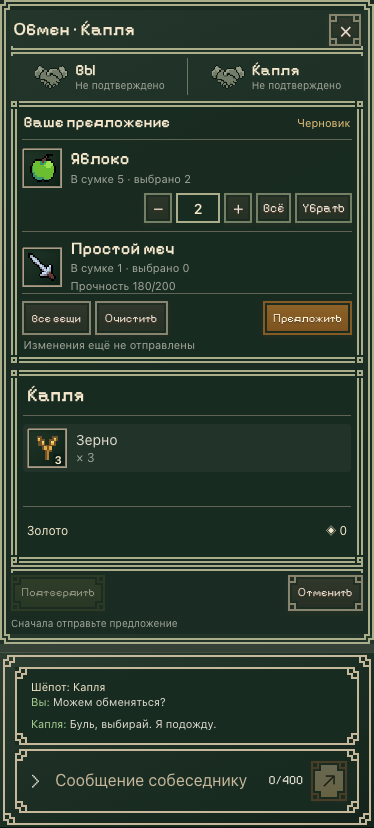 Обмен · Капля
×
Вы
Не подтверждено
Капля
Не подтверждено
Ваше предложение
Черновик
Яблоко
В сумке 5 · выбрано 2
−
2
+
Всё
Убрать
Простой меч
В сумке 1 · выбрано 0
Прочность 180/200
Все вещи
Очистить
Предложить
Изменения ещё не отправлены
Капля
3
Зерно
× 3
Золото
0
Подтвердить
Отменить
Сначала отправьте предложение
Шёпот: Капля
Вы: Можем обменяться?
Капля: Буль, выбирай. Я подожду.
Сообщение собеседнику
0/400